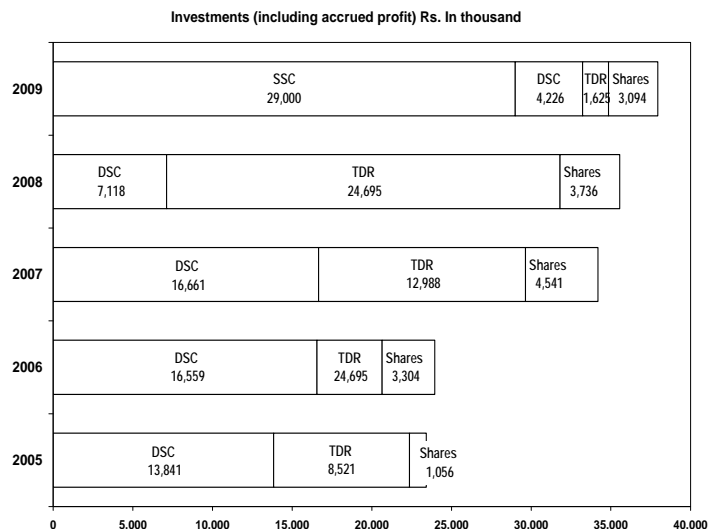 Investments (including accrued profit) Rs. In thousand
2009
SSC DSC TDR Shares
29,000 4,226 1,625 3,094
2008
DSC TDR Shares
7,118 24,695 3,736
2007
DSC TDR Shares
16,661 12,988 4,541
2006
DSC TDR Shares
16,559 24,695 3,304
2005
DSC TDR Shares
13,841 8,521 1,056
0 5.000 10.000 15.000 20.000 25.000 30.000 35.000 40.000